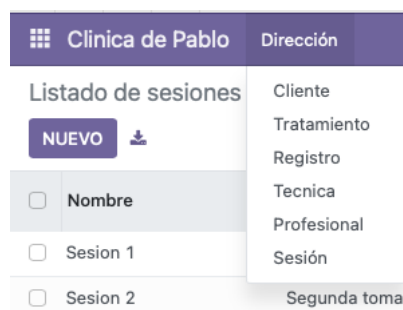 Clinica de Pablo Dirección
Listado de sesiones Cliente
NUEVO Tratamiento
Registro
Nombre Tecnica
Profesional
Sesion 1 Sesión
Sesion 2 Segunda toma